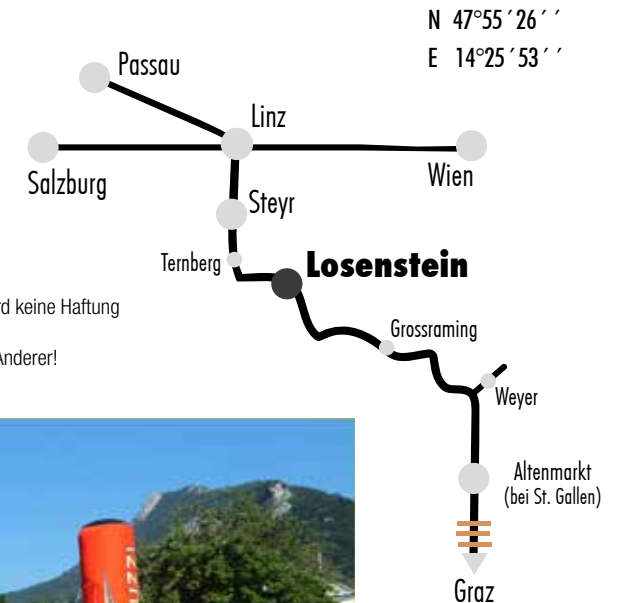 N 47°55´26´´
E 14°25´53´´
Passau
Linz
Salzburg
Wien
Steyr
Ternberg
Losenstein
keine Haftung
Anderer!
Grossraming
Weyer
Altenmarkt
(bei St. Gallen)
Graz